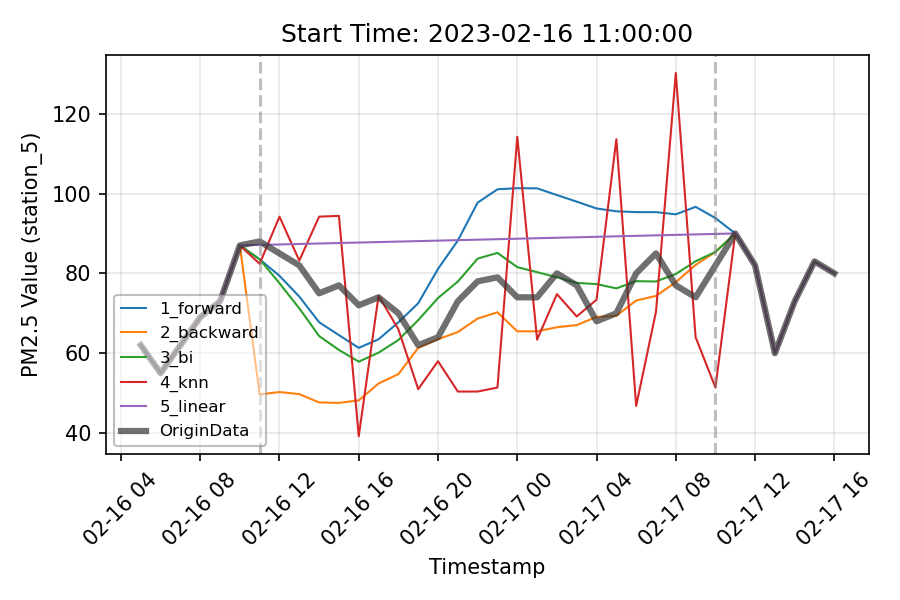 Start Time: 2023-02-16 11:00:00
PM2.5 Value (station_5)
120
100
80
60
40
1_forward
2_backward
3_bi
4_knn
5_linear
OriginData
02-16 04
02-16 08
02-16 12
02-16 16
02-16 20
02-17 00
02-17 04
02-17 08
02-17 12
02-17 16
Timestamp